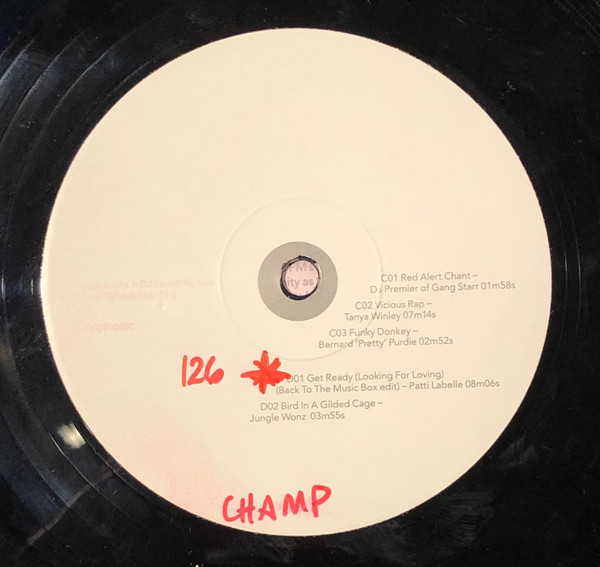 C01 Red Alert Chant –
DJ Premier of Gang Starr 01m58s
C02 Vicious Rap –
Tanya Winley 07m14s
C03 Funky Donkey –
Bernard 'Pretty' Purdie 02m52s
126
D01 Get Ready (Looking For Loving)
(Back To The Music Box edit) – Patti Labelle 08m06s
D02 Bird In A Gilded Cage –
Jungle Wonz 03m55s
CHAMP